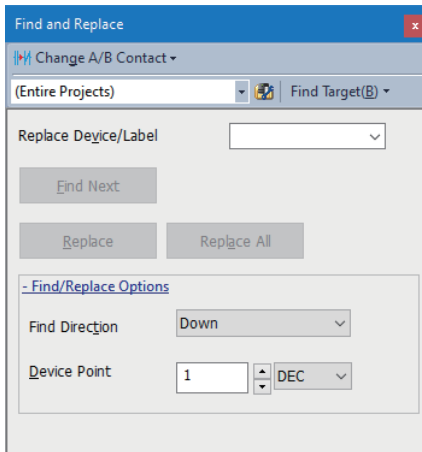 Find and Replace
x
Change A/B Contact
(Entire Projects) Find Target(B)
Replace Device/Label
Find Next
Replace Replace All
- Find/Replace Options
Find Direction Down
Device Point 1 DEC